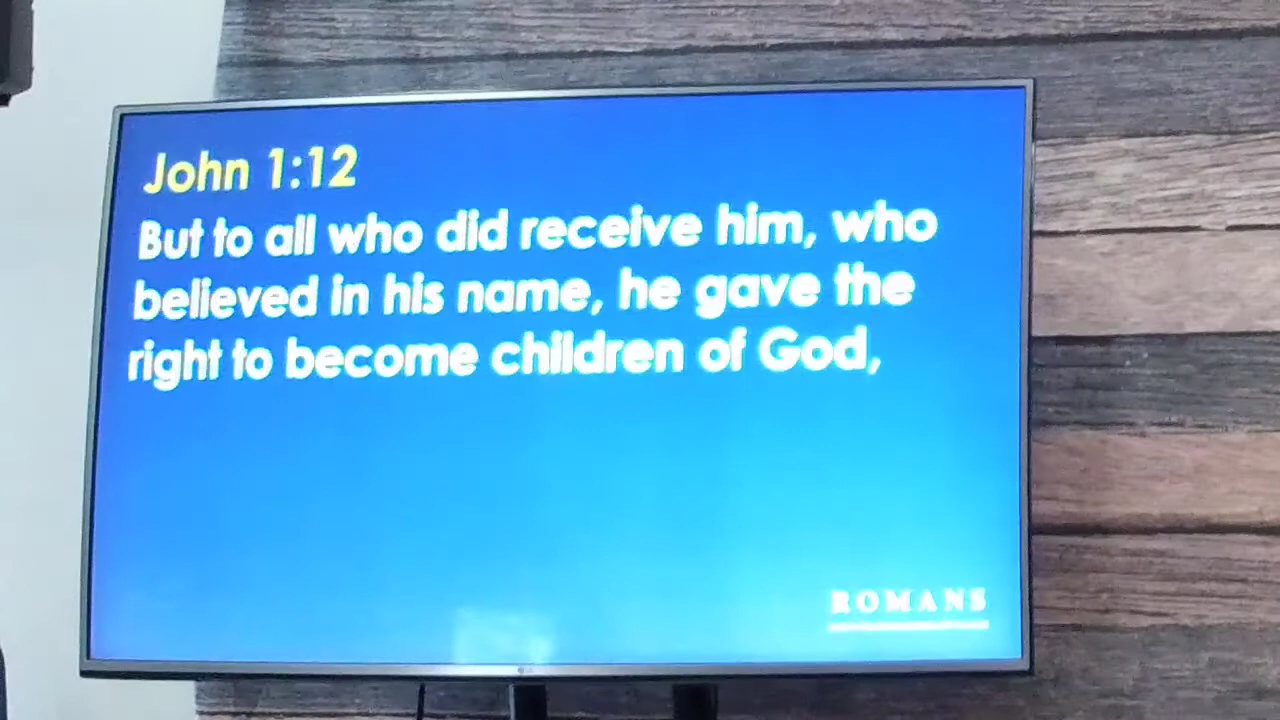 John 1:12
But to all who did receive him, who
believed in his name, he gave the
right to become children of God,
ROMANS